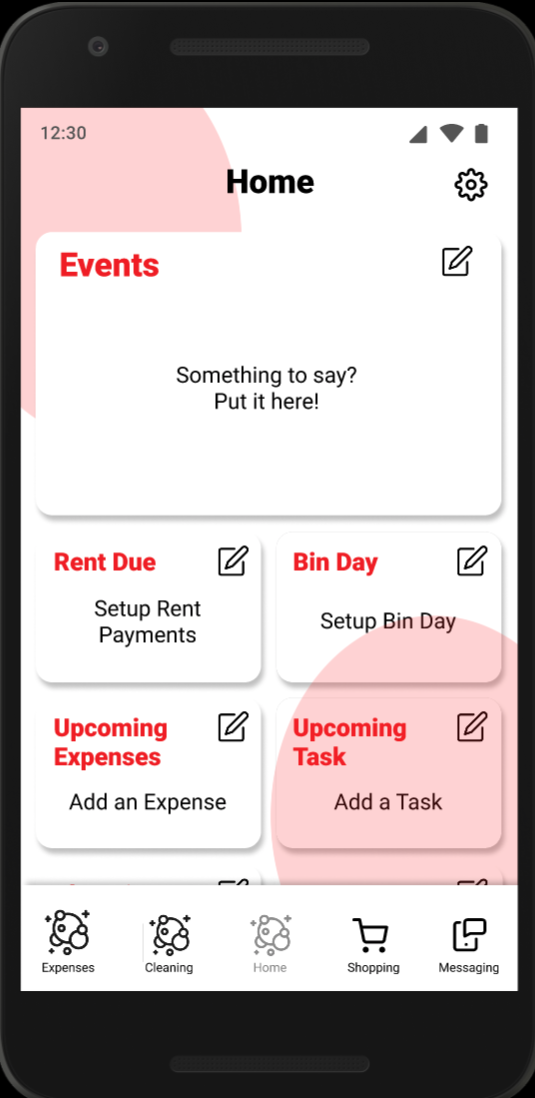 12:30
Home
Events
Something to say?
Put it here!
Rent Due
Setup Rent
Payments
Bin Day
Setup Bin Day
Upcoming
Expenses
Add an Expense
Upcoming
Task
Add a Task
Expenses
Cleaning
Home
Shopping
Messaging